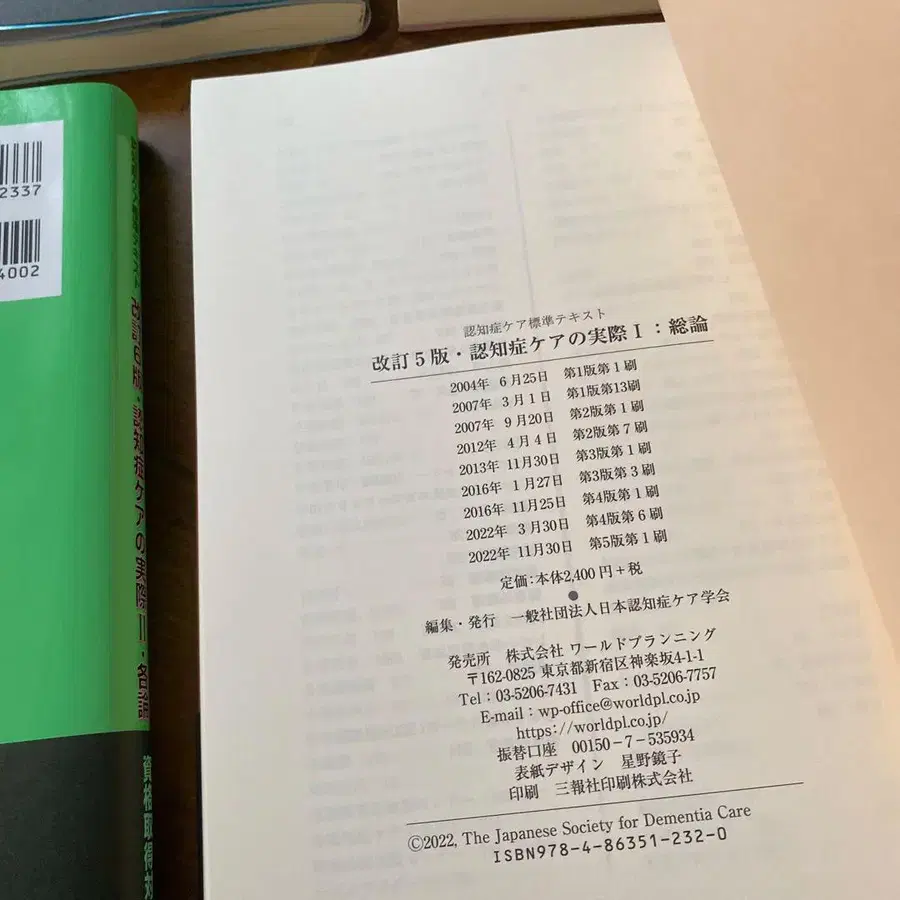 2337
4002
改訂6版・認知症ケアの実際II:各論
資格取得
認知症ケア標準テキスト
改訂5版・認知症ケアの実際I:総論
2004年 6月25日 第1版第1刷
2007年 3月1日 第1版第13刷
2007年 9月20日 第2版第1刷
2012年 4月4日 第2版第7刷
2013年 11月30日 第3版第1刷
2016年 1月27日 第3版第3刷
2016年 11月25日 第4版第1刷
2022年 3月30日 第4版第6刷
2022年 11月30日 第5版第1刷
定価:本体2,400円+税
編集・発行 一般社団法人日本認知症ケア学会
発売所 株式会社 ワールドプランニング
〒162-0825 東京都新宿区神楽坂4-1-1
Tel:03-5206-7431 Fax:03-5206-7757
E-mail:wp-office@worldpl.co.jp
https://worldpl.co.jp/
振替口座 00150-7-535934
表紙デザイン 星野鏡子
印刷 三報社印刷株式会社
©2022, The Japanese Society for Dementia Care
ISBN978-4-86351-232-0